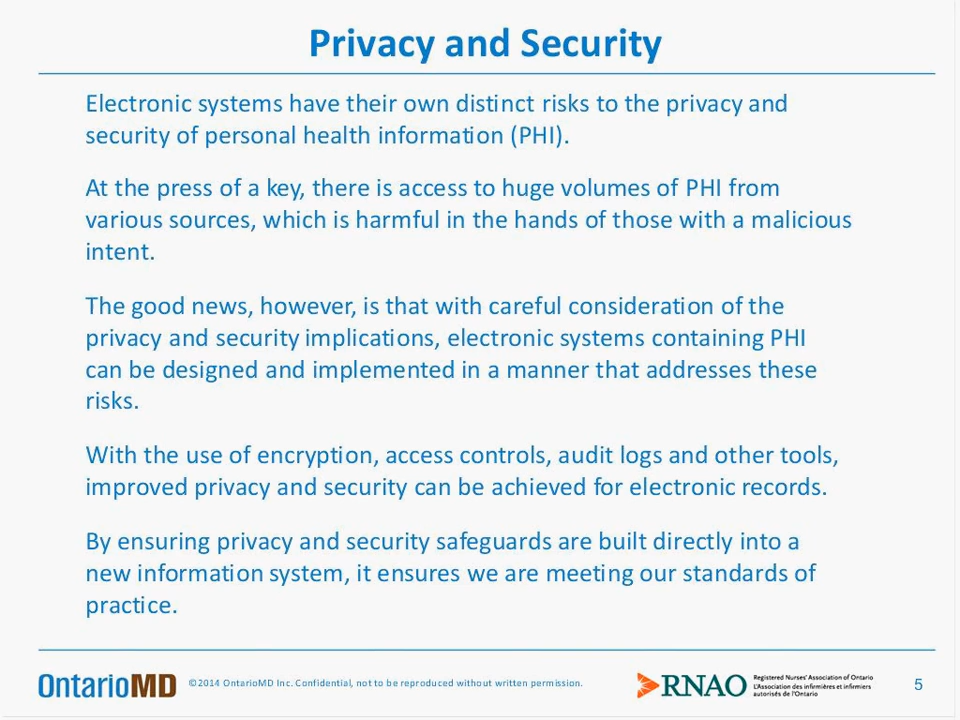 Privacy and Security
Electronic systems have their own distinct risks to the privacy and
security of personal health information (PHI).
At the press of a key, there is access to huge volumes of PHI from
various sources, which is harmful in the hands of those with a malicious
intent.
The good news, however, is that with careful consideration of the
privacy and security implications, electronic systems containing PHI
can be designed and implemented in a manner that addresses these
risks.
With the use of encryption, access controls, audit logs and other tools,
improved privacy and security can be achieved for electronic records.
By ensuring privacy and security safeguards are built directly into a
new information system, it ensures we are meeting our standards of
practice.
OntarioMD
©2014 OntarioMD Inc. Confidential, not to be reproduced without written permission.
RNAO
Registered Nurses' Association of Ontario
L'Association des infirmières et infirmiers
autorisés de l'Ontario
5